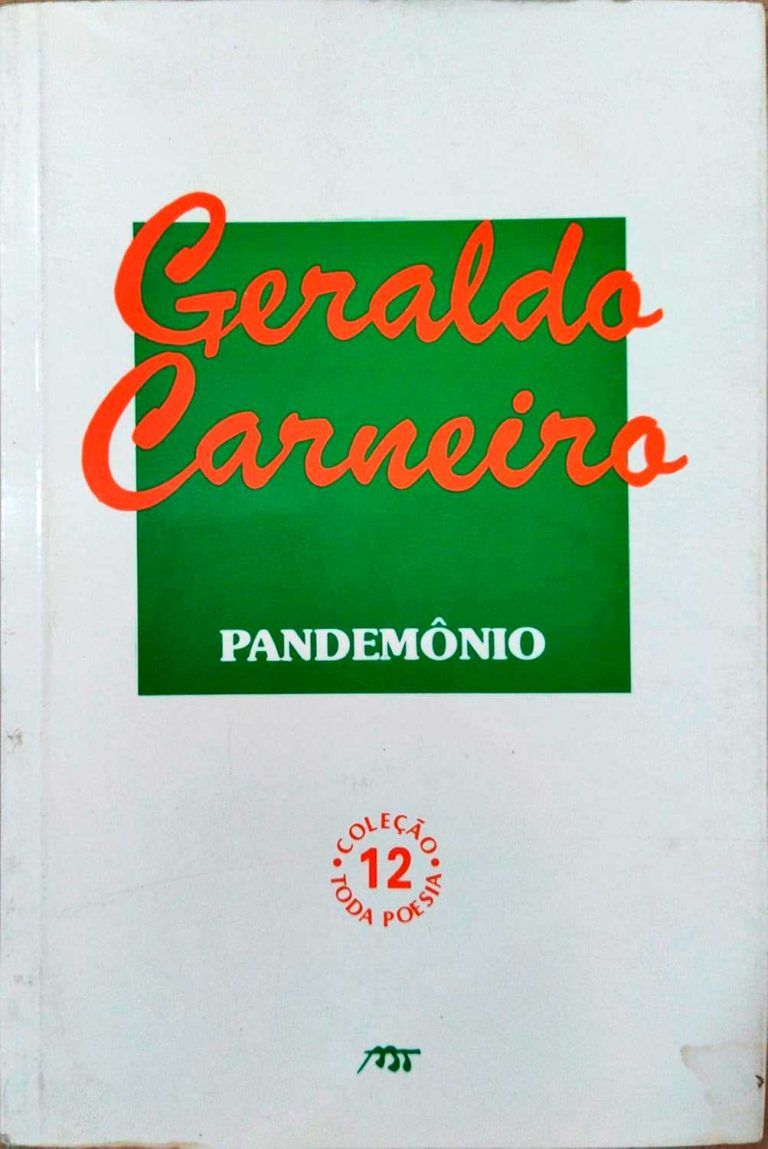 Geraldo
Carneiro
PANDEMÔNIO
COLEÇÃO
12
TODA POESIA